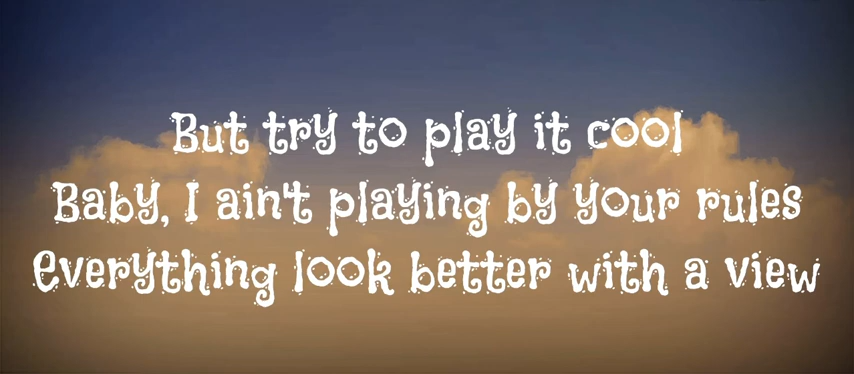 But try to play it cool
Baby, I ain't playing by your rules
Everything look better with a view